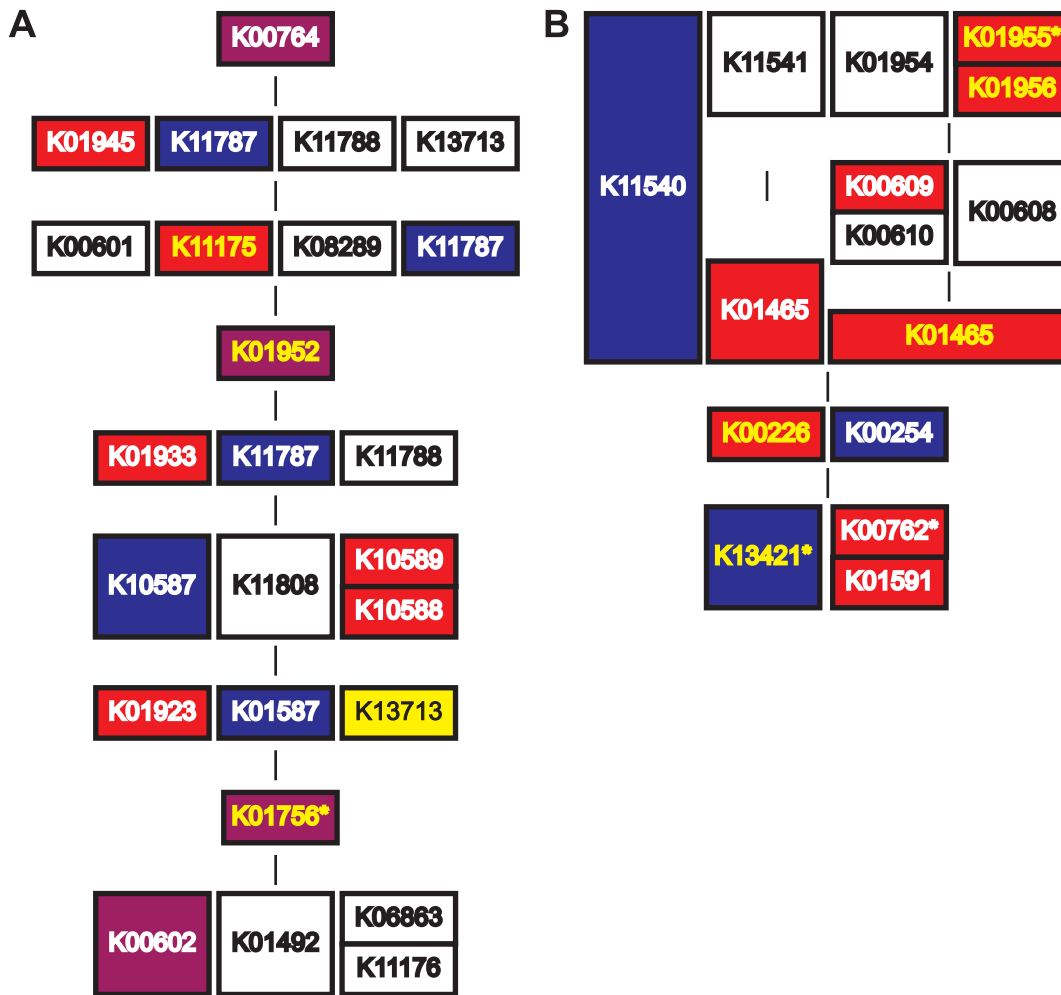 A
K00764
K01945 K11787 K11788 K13713
K00601 K11175 K08289 K11787
K01952
K01933 K11787 K11788
K10587 K11808 K10589
K10588
K01923 K01587 K13713
K01756*
K00602 K01492 K06863
K11176
B
K11540 K11541 K01954 K01955*
K01956
K00609 K00608
K00610
K01465 K01465
K00226 K00254
K13421* K00762*
K01591